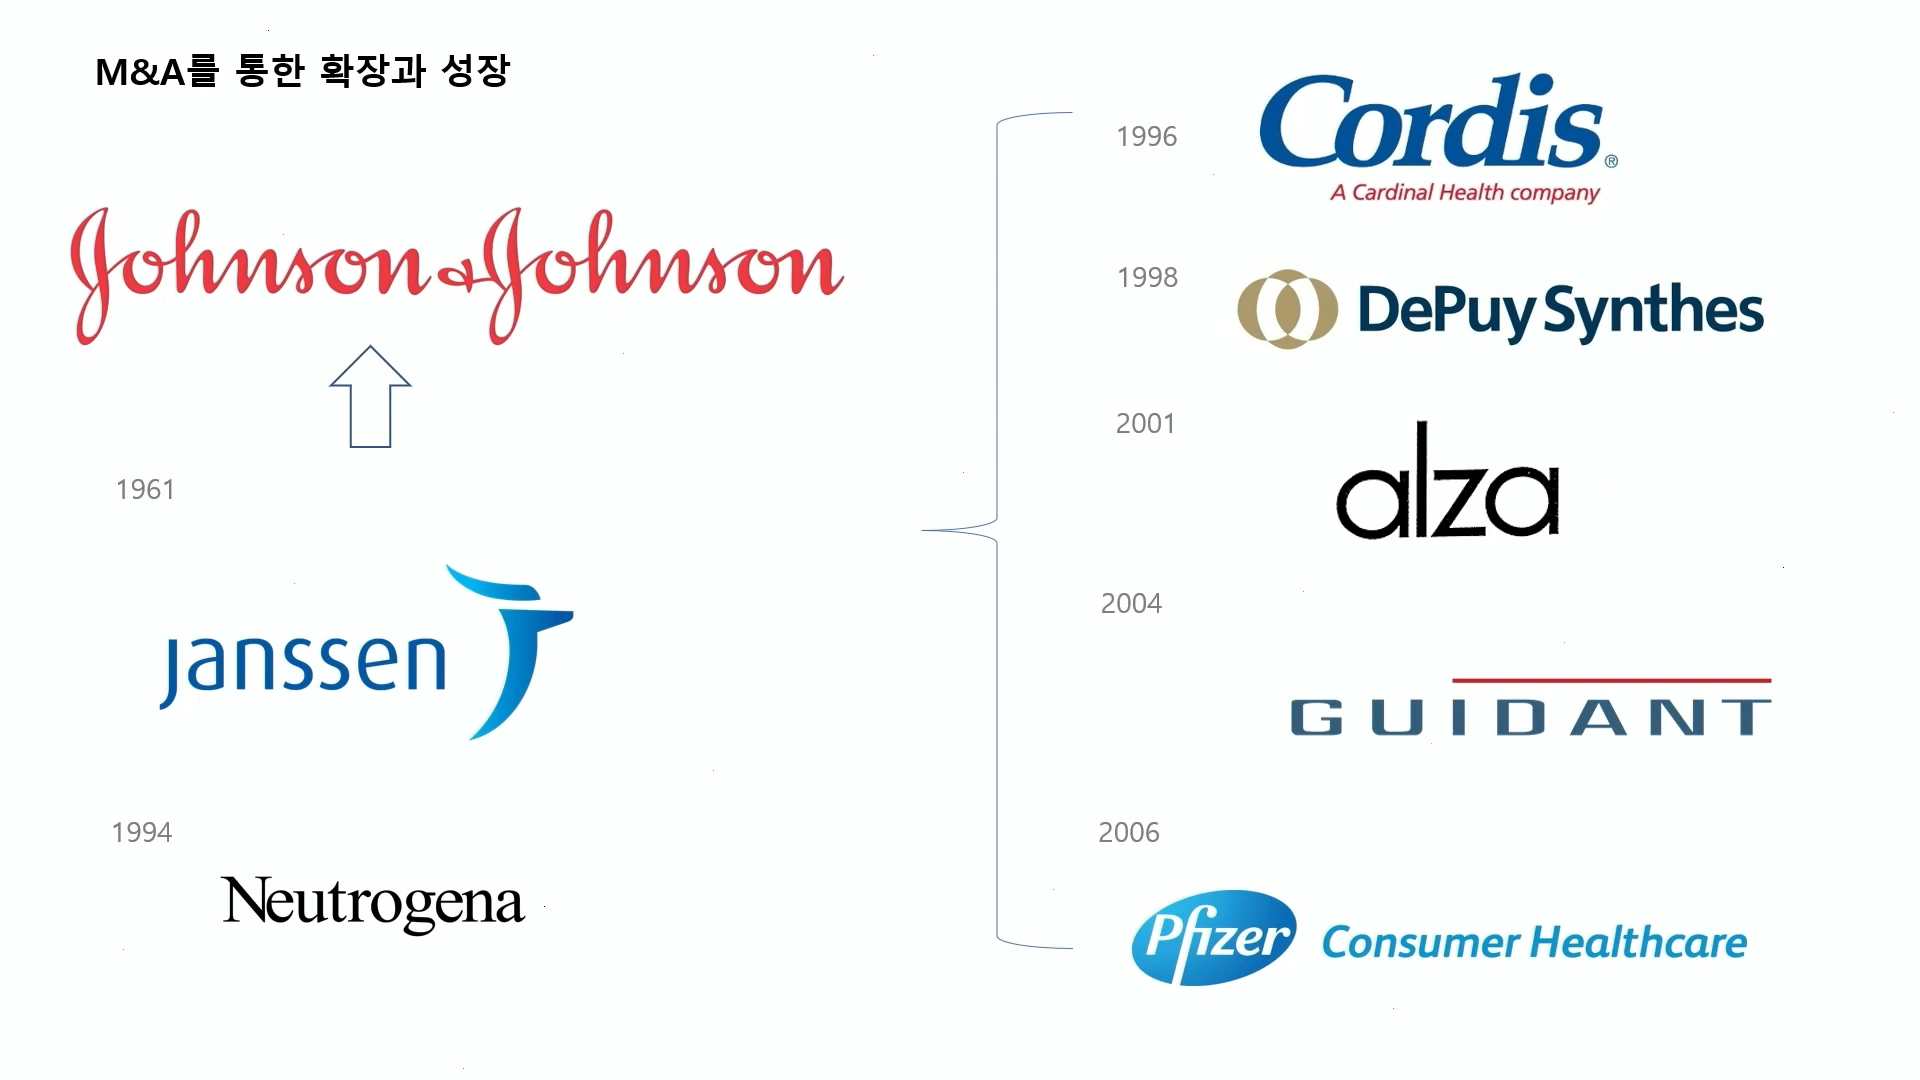 M&A를 통한 확장과 성장
Johnson & Johnson
1961
janssen
1994
Neutrogena
1996
Cordis®
A Cardinal Health company
1998
DePuy Synthes
2001
alza
2004
GUIDANT
2006
Pfizer Consumer Healthcare